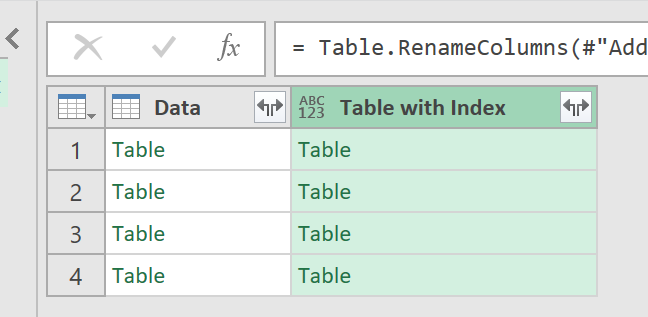 fx = Table.RenameColumns(#"Add
Data ABC 123 Table with Index
1 Table Table
2 Table Table
3 Table Table
4 Table Table